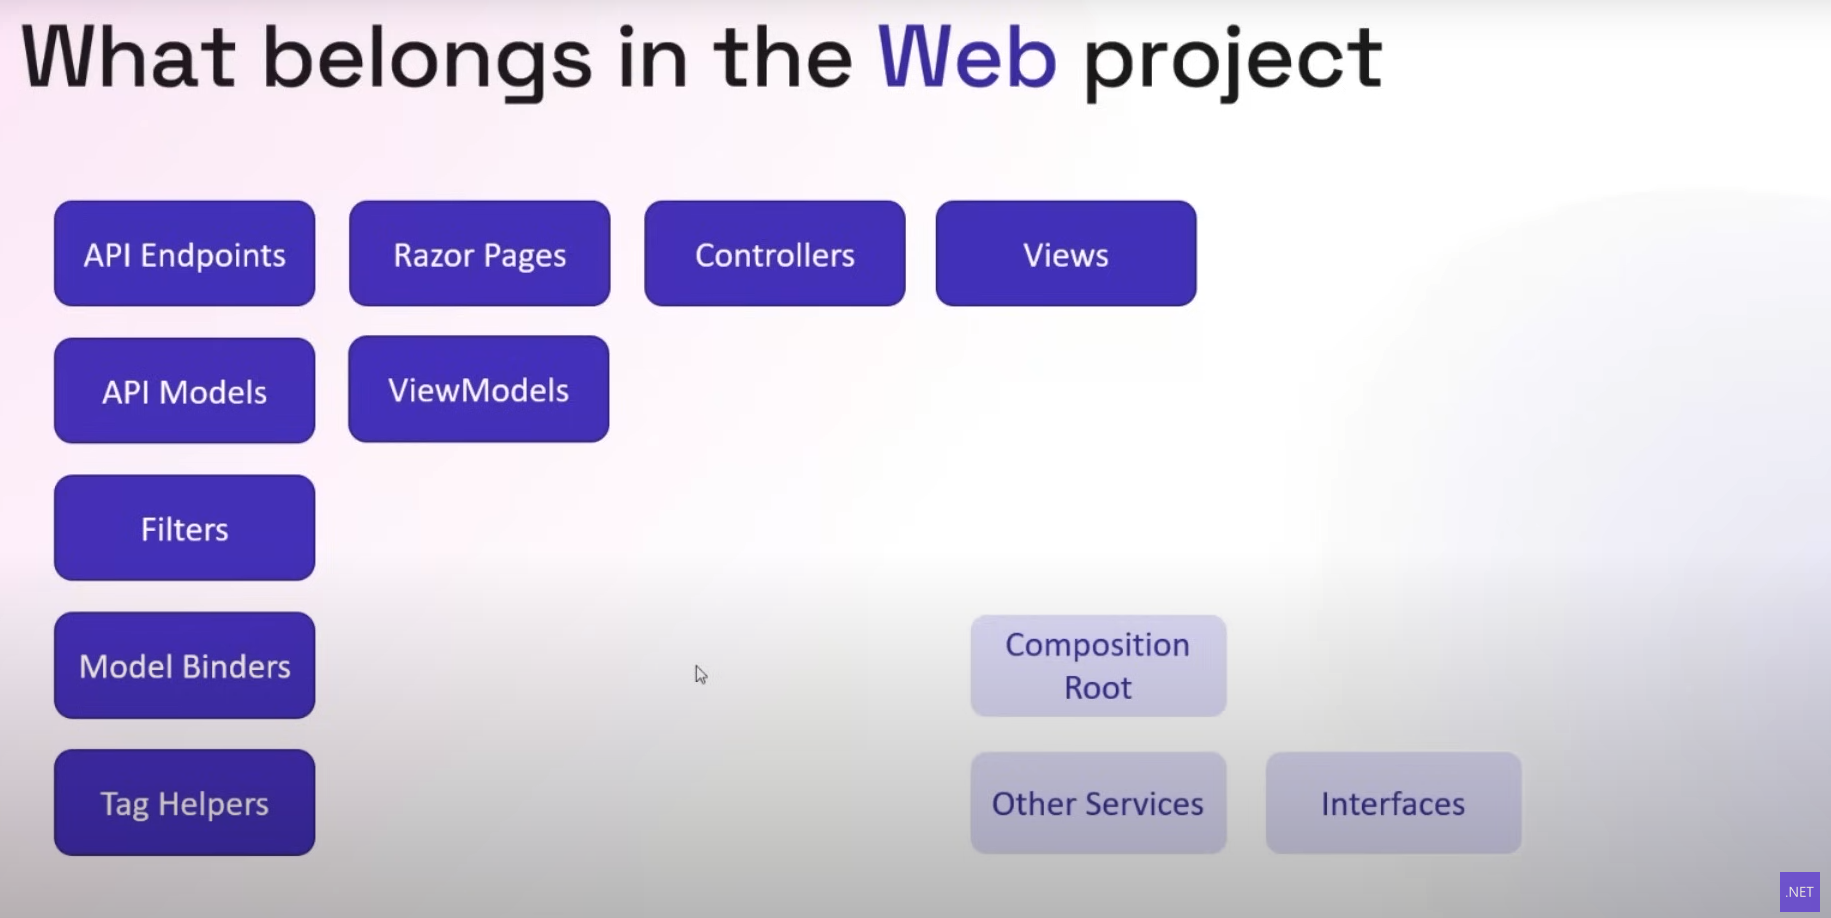 What belongs in the Web project
API Endpoints
Razor Pages
Controllers
Views
API Models
ViewModels
Filters
Model Binders
Composition
Root
Tag Helpers
Other Services
Interfaces
.NET